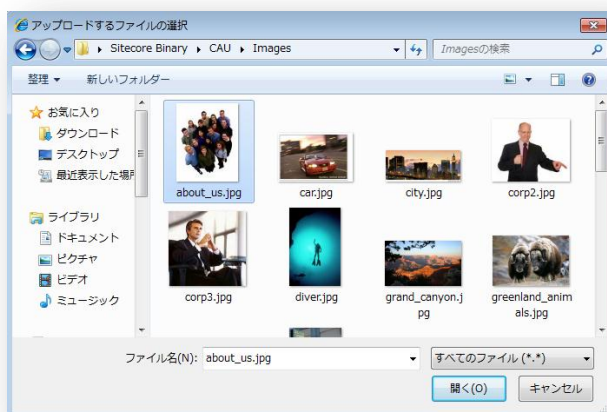 アップロードするファイルの選択
Sitecore Binary ▸ CAU ▸ Images
Imagesの検索
整理 ▼ 新しいフォルダー
お気に入り
ダウンロード
デスクトップ
最近表示した場所
ライブラリ
ドキュメント
ピクチャ
ビデオ
ミュージック
about_us.jpg
car.jpg
city.jpg
corp2.jpg
corp3.jpg
diver.jpg
grand_canyon.j
pg
greenland_anim
als.jpg
ファイル名(N): about_us.jpg
すべてのファイル (*.*)
開く(O)
キャンセル